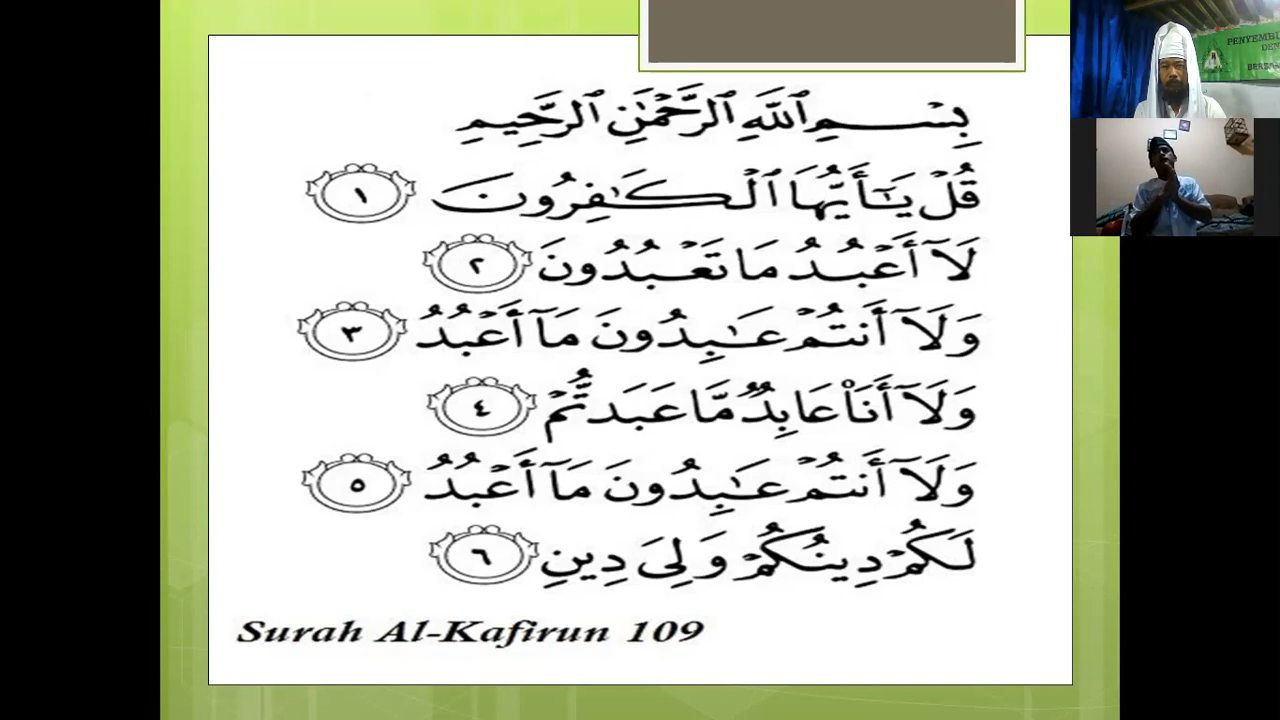 بِسْمِ ٱللَّهِ ٱلرَّحْمَٰنِ ٱلرَّحِيمِ
قُلْ يَٰٓأَيُّهَا ٱلْكَٰفِرُونَ ١
لَآ أَعْبُدُ مَا تَعْبُدُونَ ٢
وَلَآ أَنتُمْ عَٰبِدُونَ مَآ أَعْبُدُ ٣
وَلَآ أَنَا۠ عَابِدٌ مَّا عَبَدتُّمْ ٤
وَلَآ أَنتُمْ عَٰبِدُونَ مَآ أَعْبُدُ ٥
لَكُمْ دِينُكُمْ وَلِىَ دِينِ ٦
Surah Al-Kafirun 109